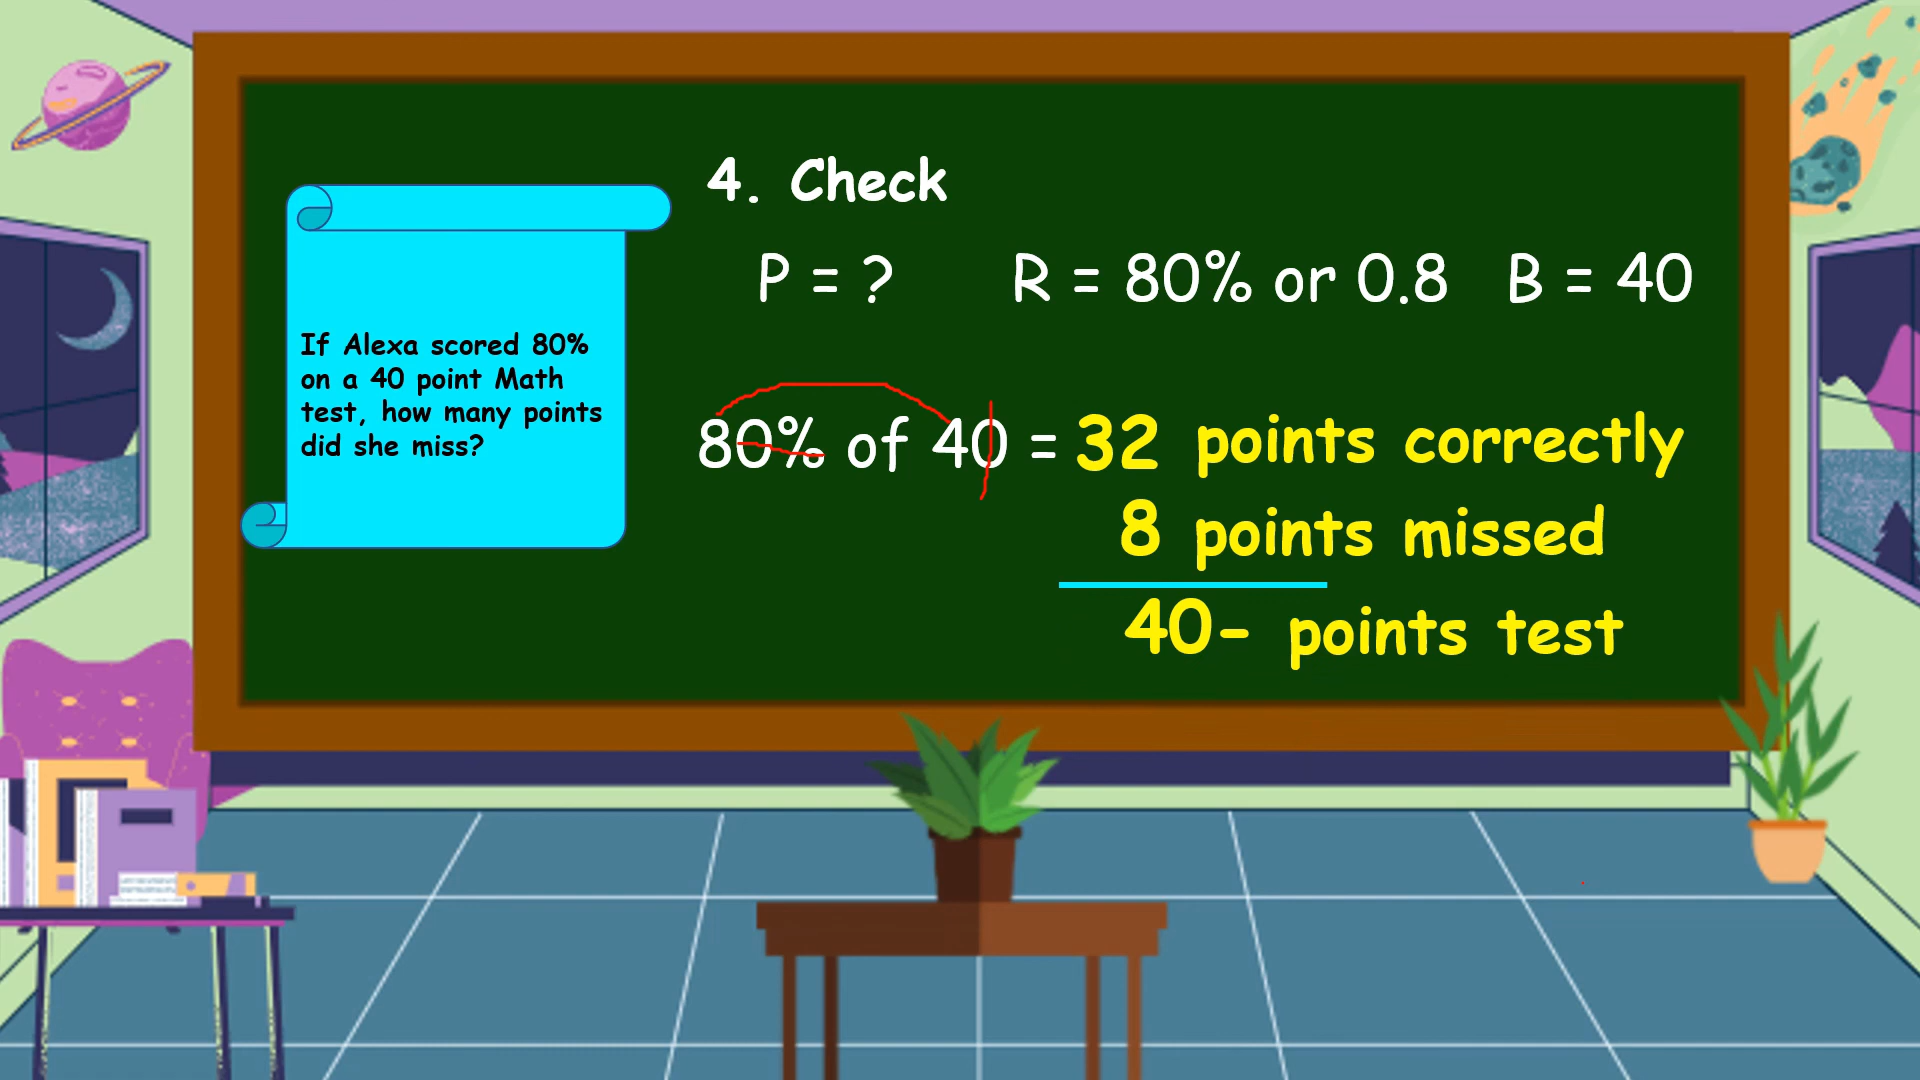 4. Check
P = ? R = 80% or 0.8 B = 40
If Alexa scored 80%
on a 40 point Math
test, how many points
did she miss?
80% of 40 = 32 points correctly
8 points missed
40- points test